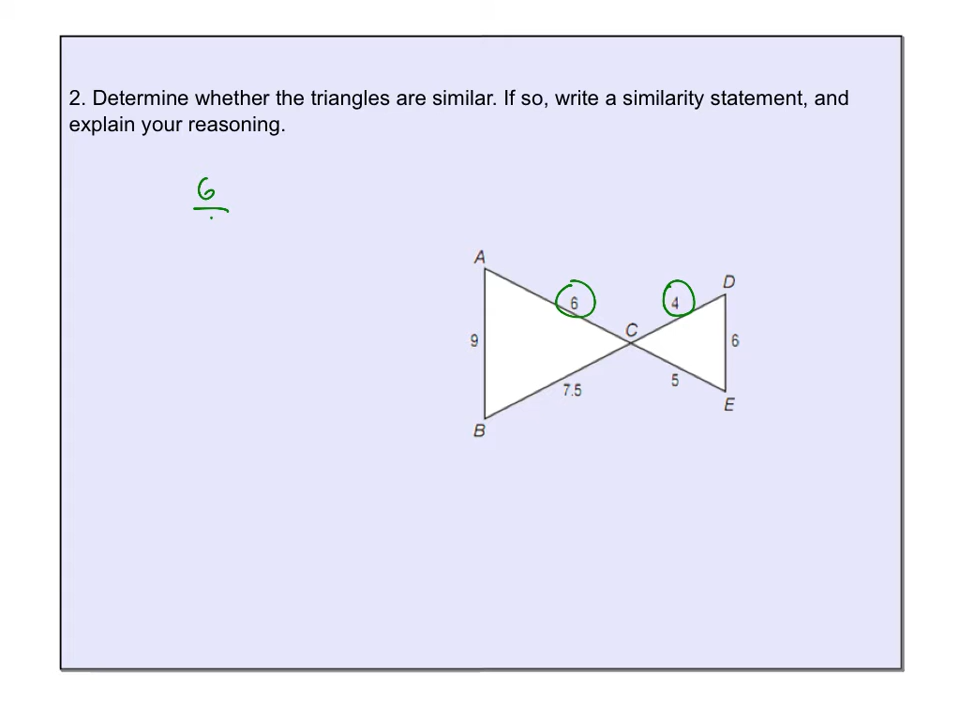 2. Determine whether the triangles are similar. If so, write a similarity statement, and
explain your reasoning.
6
A
6
4
D
C
9
6
7.5
5
B
E